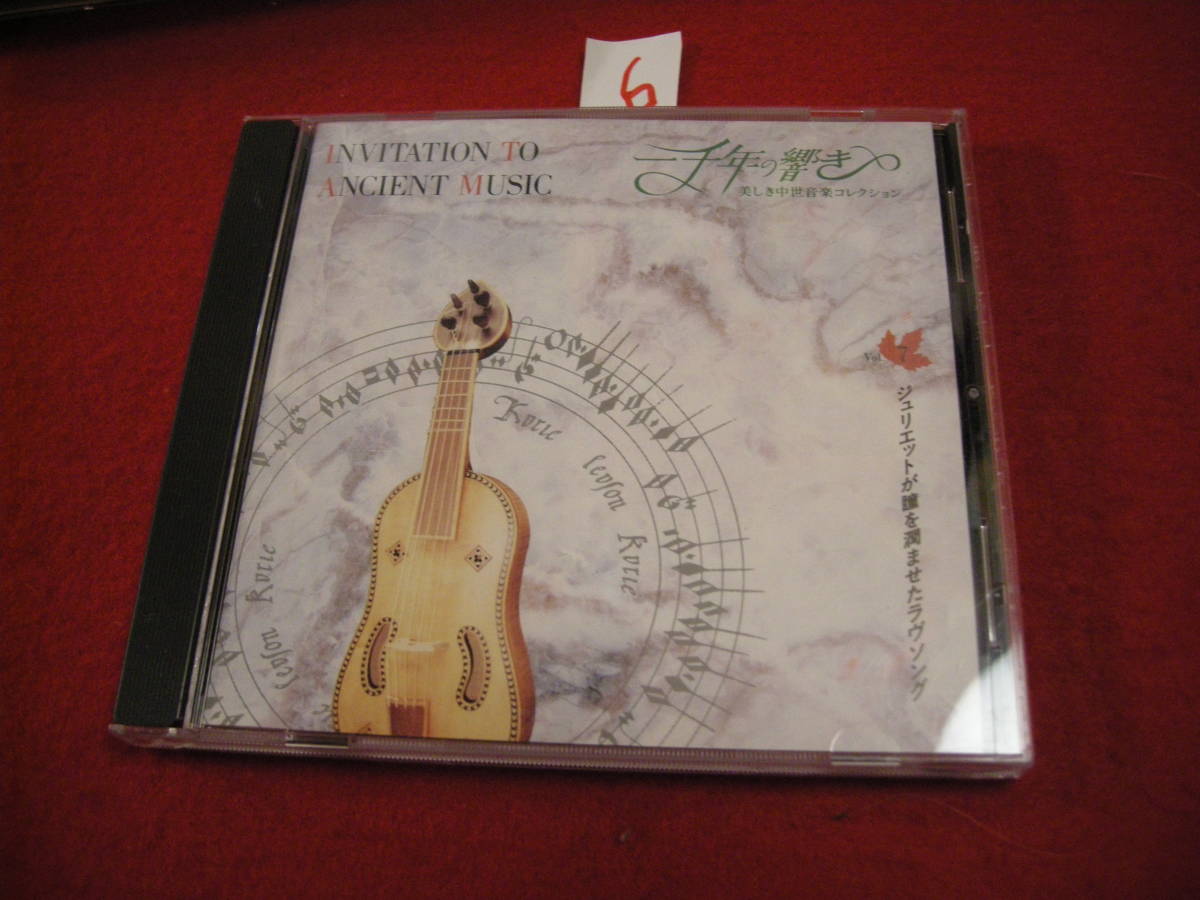 6
INVITATION TO
ANCIENT MUSIC
千年の響き
美しき中世音楽コレクション
Vol. 7
ジュリエットが瞳を潤ませたラヴソング
Kyrie
leyson
Kyrie
Kyrie
leyson